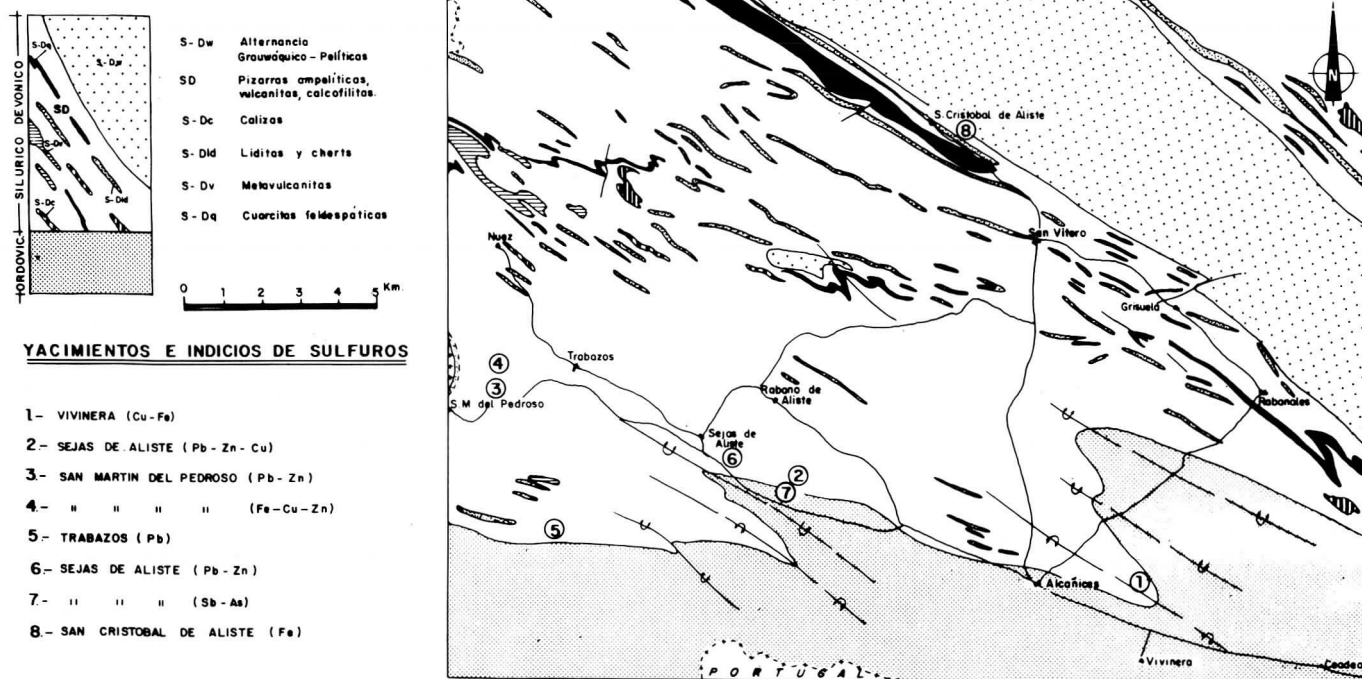 SILURICO DEVONICO
ORDOVIC.
S-Dq
S-Dw
SD
S-Dv
S-Dc
S-Dld
S-Dw Alternancia Grauwáquico-Pelíticas
SD Pizarras ampelíticas, vulcanitas, calcofilitas.
S-Dc Calizas
S-Dld Liditas y cherts
S-Dv Metavulcanitas
S-Dq Cuarcitas feldespáticas
0 1 2 3 4 5 Km.
YACIMIENTOS E INDICIOS DE SULFUROS
1- VIVINERA (Cu-Fe)
2.- SEJAS DE ALISTE (Pb-Zn-Cu)
3.- SAN MARTIN DEL PEDROSO (Pb-Zn)
4.- " " " " (Fe-Cu-Zn)
5.- TRABAZOS (Pb)
6.- SEJAS DE ALISTE (Pb-Zn)
7.- " " " (Sb-As)
8.- SAN CRISTOBAL DE ALISTE (Fe)
N
S. Cristobal de Aliste
8
San Vitero
Nuez
Grisuela
Trabazos
4
3
S.M. del Pedroso
Rabano de Aliste
Rabanales
Sejas de Aliste
6
2
7
5
Alcañices
1
Vivinera
Ceadea
PORTUGAL